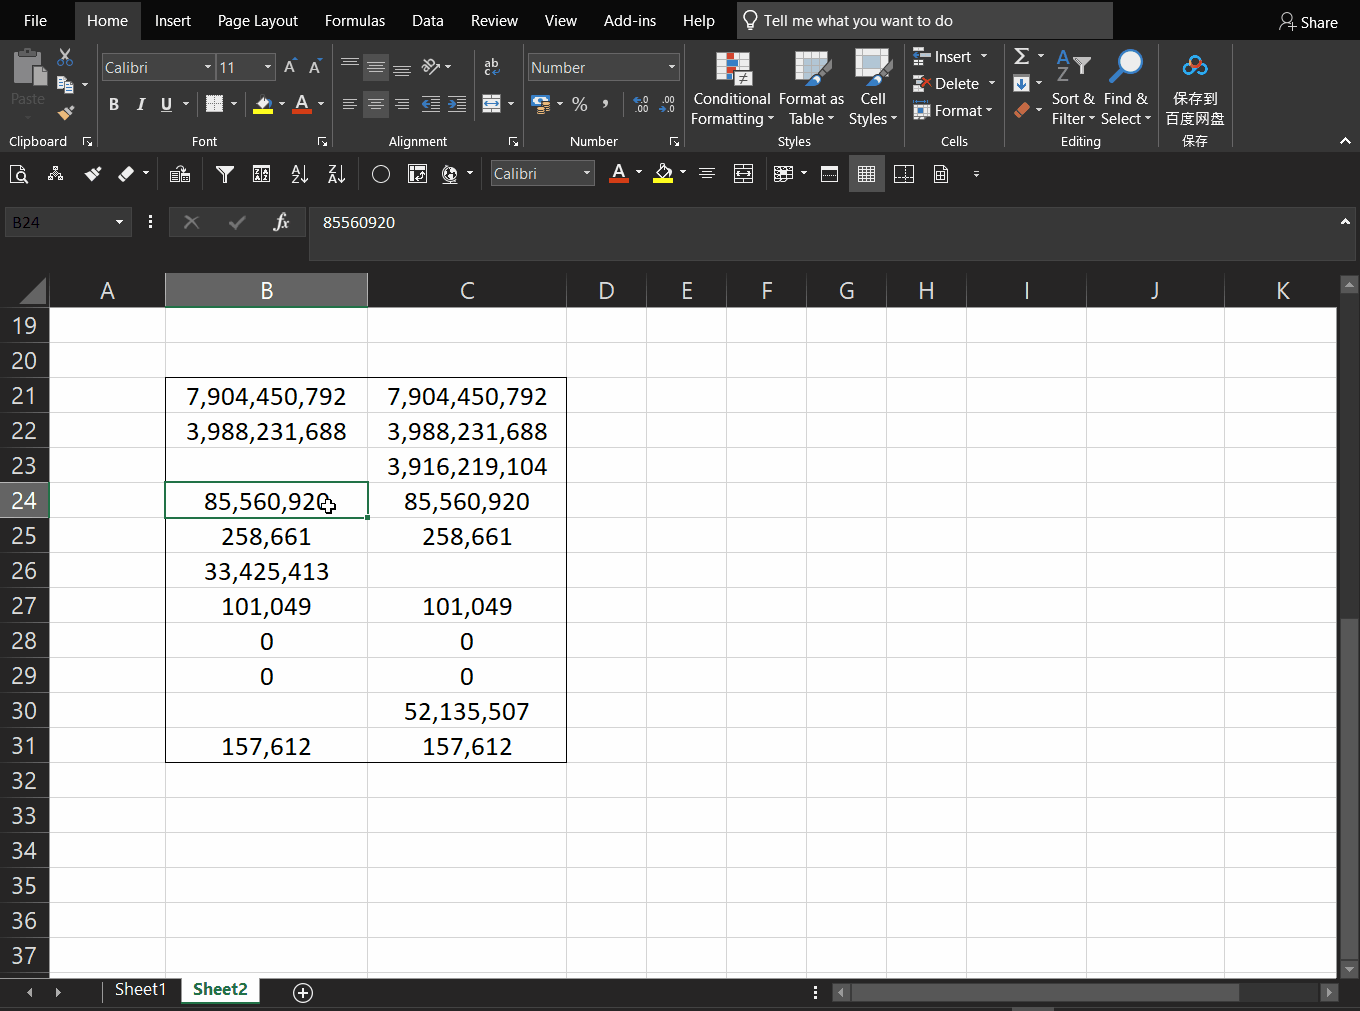 File Home Insert Page Layout Formulas Data Review View Add-ins Help Tell me what you want to do Share
Paste
Calibri 11
Number
Conditional Formatting
Format as Table
Cell Styles
Insert
Delete
Format
Sort & Filter
Find & Select
保存到
百度网盘
Clipboard Font Alignment Number Styles Cells Editing 保存
Calibri
B24 fx 85560920
A B C D E F G H I J K
19
20
21 7,904,450,792 7,904,450,792
22 3,988,231,688 3,988,231,688
23 3,916,219,104
24 85,560,920 85,560,920
25 258,661 258,661
26 33,425,413
27 101,049 101,049
28 0 0
29 0 0
30 52,135,507
31 157,612 157,612
32
33
34
35
36
37
Sheet1 Sheet2